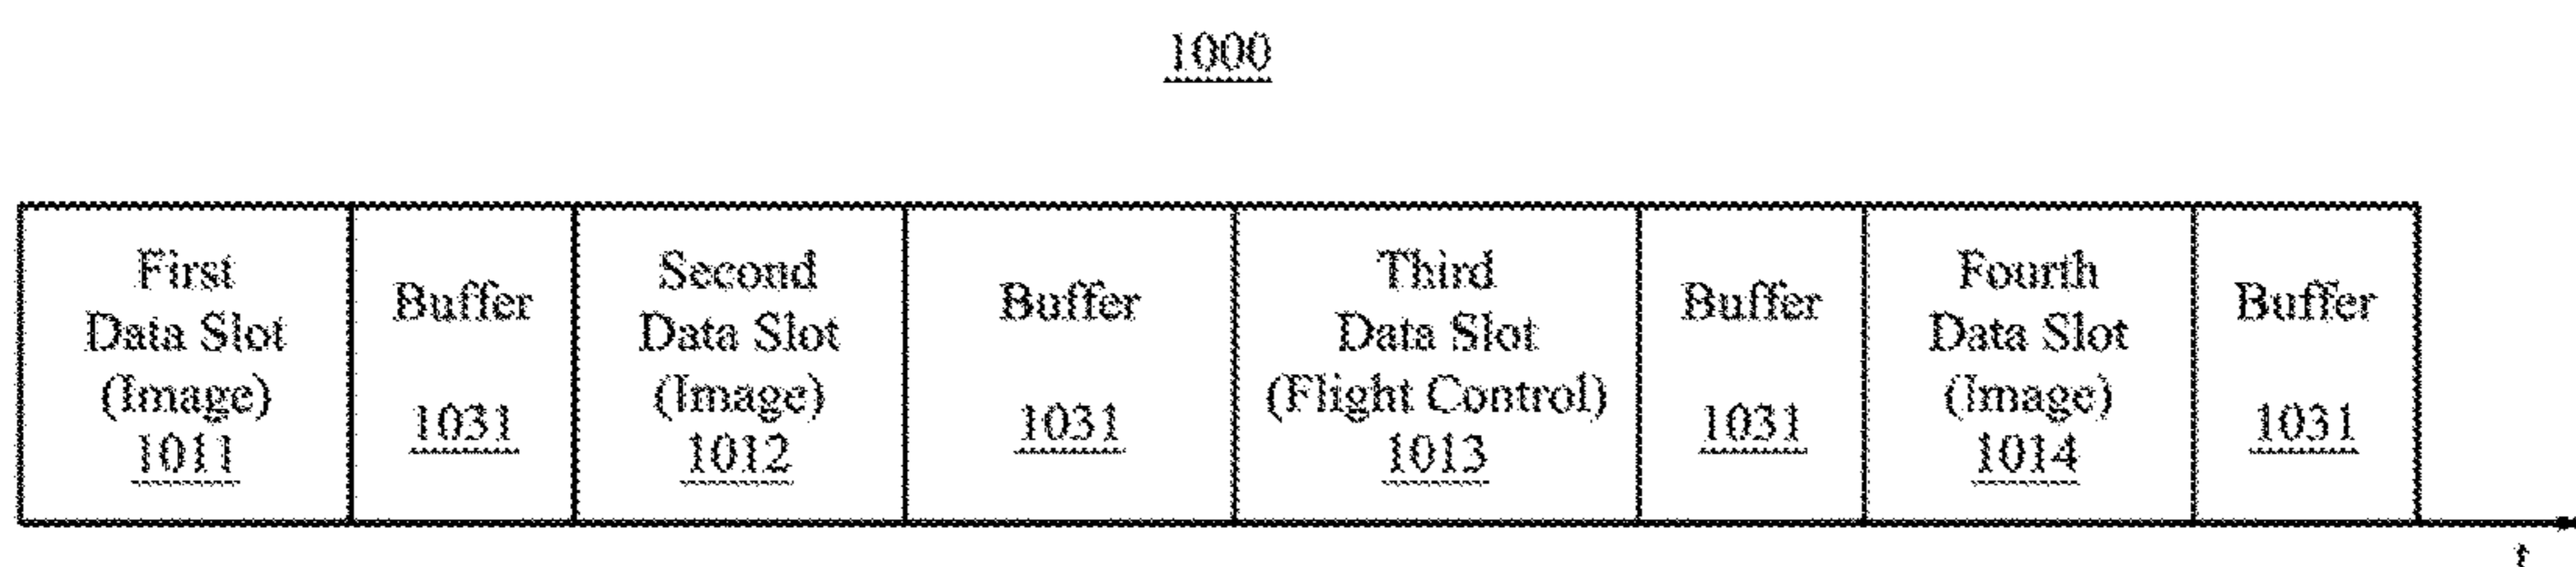 1000
First
Data Slot
(Image)
1011
Buffer
1031
Second
Data Slot
(Image)
1012
Buffer
1031
Third
Data Slot
(Flight Control)
1013
Buffer
1031
Fourth
Data Slot
(Image)
1014
Buffer
1031
t